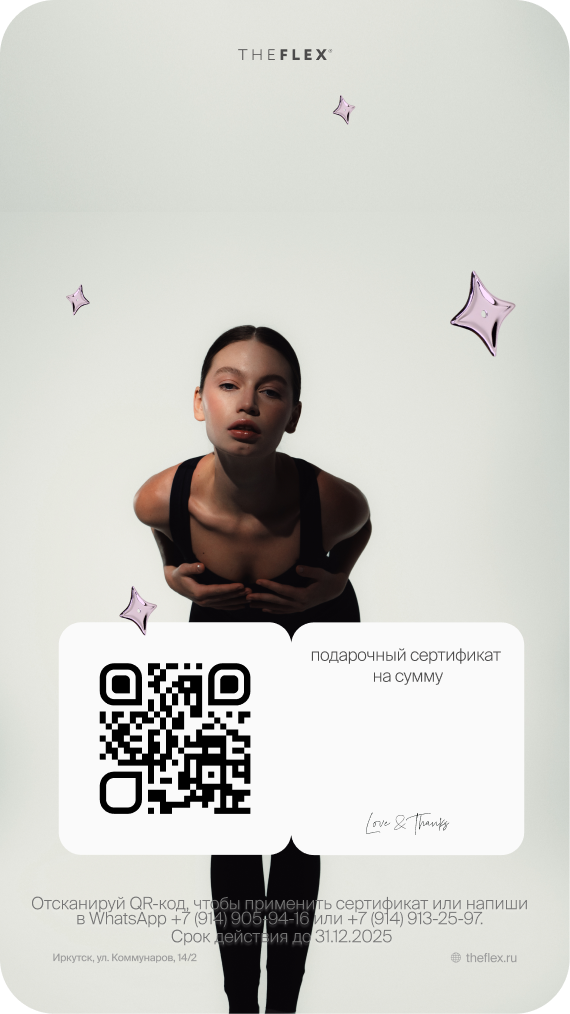 THEFLEX®
подарочный сертификат
на сумму
Love & Thanks
Отсканируй QR-код, чтобы применить сертификат или напиши
в WhatsApp +7 (914) 905-94-16 или +7 (914) 913-25-97.
Срок действия до 31.12.2025
Иркутск, ул. Коммунаров, 14/2
theflex.ru